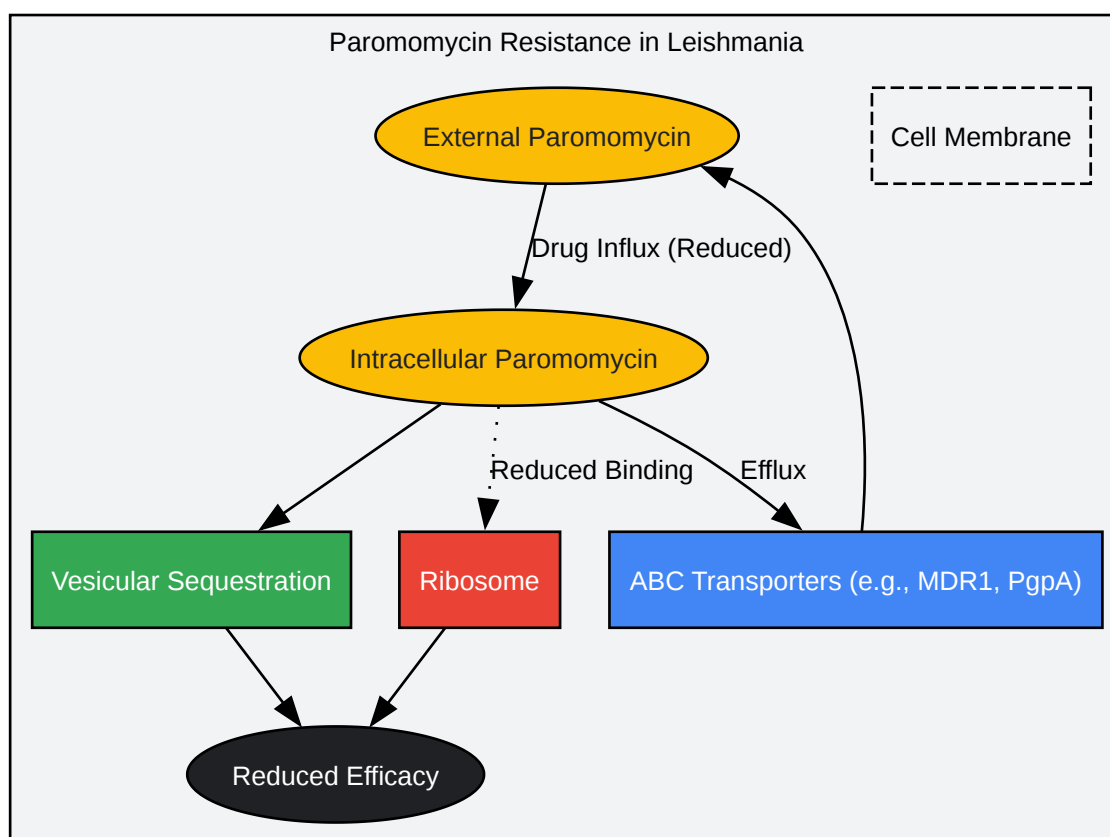 Paromomycin Resistance in Leishmania
External Paromomycin
Cell Membrane
Drug Influx (Reduced)
Intracellular Paromomycin
Reduced Binding
Efflux
Vesicular Sequestration
Ribosome
ABC Transporters (e.g., MDR1, PgpA)
Reduced Efficacy